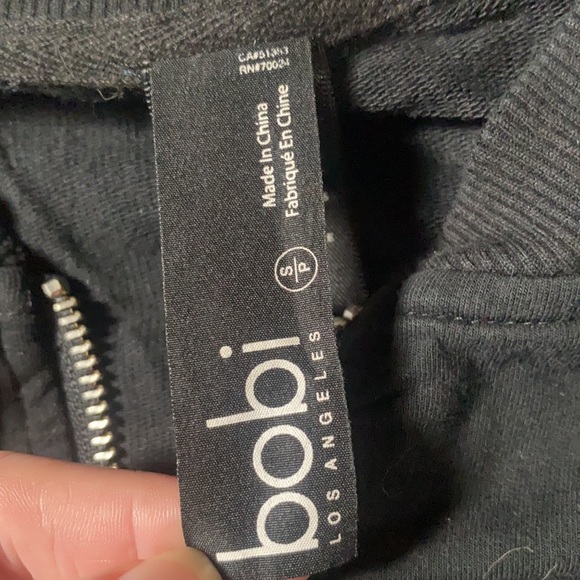 bobi
LOS ANGELES
S/P
Made In China
Fabriqué En Chine
CA#51353
RN#70024